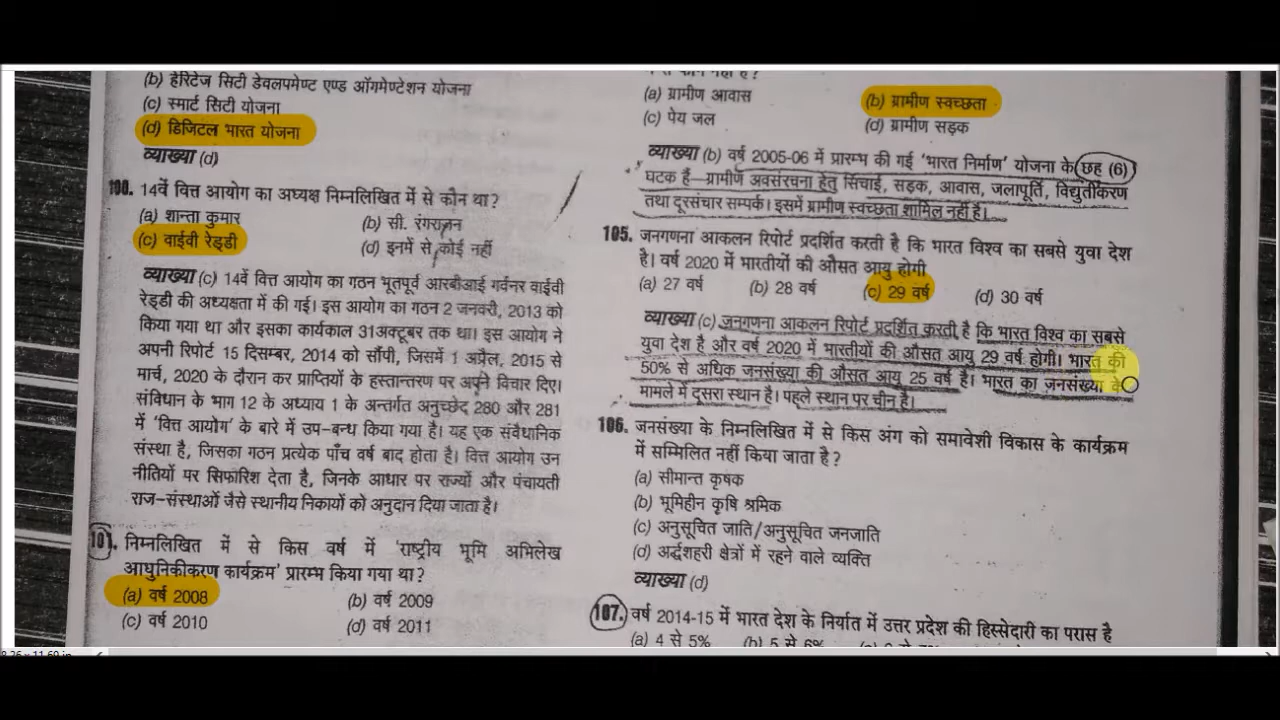 (b) हेरिटेज सिटी डेवलपमेण्ट एण्ड ऑगमेण्टेशन योजना
(c) स्मार्ट सिटी योजना
(d) डिजिटल भारत योजना
व्याख्या (d)
100. 14वें वित्त आयोग का अध्यक्ष निम्नलिखित में से कौन था?
(a) शान्ता कुमार
(b) सी. रंगराजन
(c) वाईवी रेड्डी
(d) इनमें से कोई नहीं
व्याख्या (c) 14वें वित्त आयोग का गठन भूतपूर्व आरबीआई गर्वनर वाईवी
रेड्डी की अध्यक्षता में की गई। इस आयोग का गठन 2 जनवरी, 2013 को
किया गया था और इसका कार्यकाल 31अक्टूबर तक था। इस आयोग ने
अपनी रिपोर्ट 15 दिसम्बर, 2014 को सौंपी, जिसमें 1 अप्रैल, 2015 से
मार्च, 2020 के दौरान कर प्राप्तियों के हस्तान्तरण पर अपने विचार दिए।
संविधान के भाग 12 के अध्याय 1 के अन्तर्गत अनुच्छेद 280 और 281
में 'वित्त आयोग' के बारे में उप-बन्ध किया गया है। यह एक संवैधानिक
संस्था है, जिसका गठन प्रत्येक पाँच वर्ष बाद होता है। वित्त आयोग उन
नीतियों पर सिफारिश देता है, जिनके आधार पर राज्यों और पंचायती
राज-संस्थाओं जैसे स्थानीय निकायों को अनुदान दिया जाता है।
101. निम्नलिखित में से किस वर्ष में 'राष्ट्रीय भूमि अभिलेख
आधुनिकीकरण कार्यक्रम' प्रारम्भ किया गया था?
(a) वर्ष 2008
(b) वर्ष 2009
(c) वर्ष 2010
(d) वर्ष 2011
8.26 x 11.69 in
(a) ग्रामीण आवास
(b) ग्रामीण स्वच्छता
(c) पेय जल
(d) ग्रामीण सड़क
व्याख्या (b) वर्ष 2005-06 में प्रारम्भ की गई 'भारत निर्माण' योजना के छह (6)
घटक हैं—ग्रामीण अवसंरचना हेतु सिंचाई, सड़क, आवास, जलापूर्ति, विद्युतीकरण
तथा दूरसंचार सम्पर्क। इसमें ग्रामीण स्वच्छता शामिल नहीं है।
105. जनगणना आकलन रिपोर्ट प्रदर्शित करती है कि भारत विश्व का सबसे युवा देश
है। वर्ष 2020 में भारतीयों की औसत आयु होगी
(a) 27 वर्ष
(b) 28 वर्ष
(c) 29 वर्ष
(d) 30 वर्ष
व्याख्या (c) जनगणना आकलन रिपोर्ट प्रदर्शित करती है कि भारत विश्व का सबसे
युवा देश है और वर्ष 2020 में भारतीयों की औसत आयु 29 वर्ष होगी। भारत की
50% से अधिक जनसंख्या की औसत आयु 25 वर्ष है। भारत का जनसंख्या के
मामले में दूसरा स्थान है। पहले स्थान पर चीन है।
106. जनसंख्या के निम्नलिखित में से किस अंग को समावेशी विकास के कार्यक्रम
में सम्मिलित नहीं किया जाता है?
(a) सीमान्त कृषक
(b) भूमिहीन कृषि श्रमिक
(c) अनुसूचित जाति/अनुसूचित जनजाति
(d) अर्द्धशहरी क्षेत्रों में रहने वाले व्यक्ति
व्याख्या (d)
107. वर्ष 2014-15 में भारत देश के निर्यात में उत्तर प्रदेश की हिस्सेदारी का परास है
(a) 4 से 5%
(b) 5 से 6%